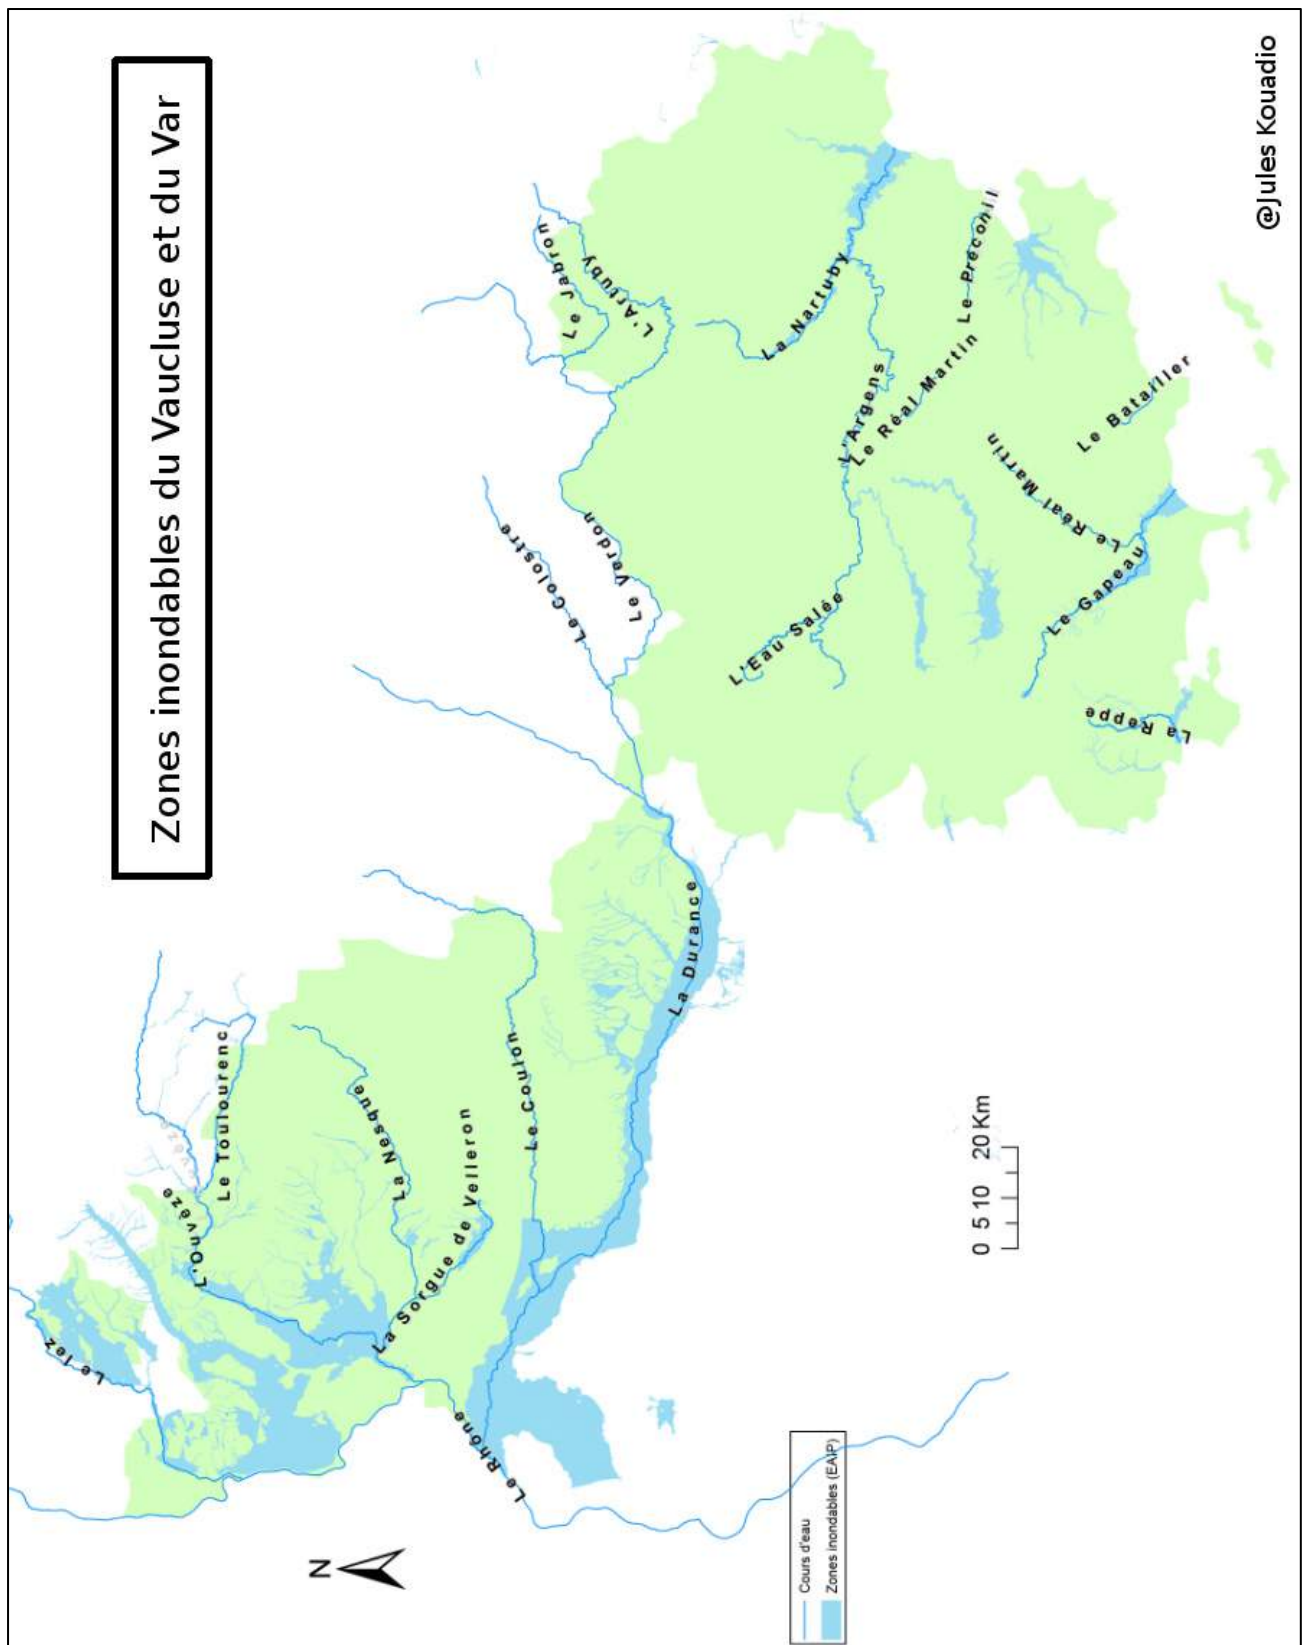 Zones inondables du Vaucluse et du Var
N
Le lez
L'Ouvèze
vèze
Le Toulourenc
La Nesque
La Sorgue de Velleron
Le Coulon
Le Rhône
La Durance
Le Colostre
Le Verdon
Le Jabron
L'Artuby
L'Artuby
La Nartuby
L'Argens
L'Eau Salée
Le Réal Martin
Le Préconil
Le Réal Martin
Le Gapeau
Le Batailler
La Reppe
0 5 10 20 Km
Cours d'eau
Zones inondables (EAIP)
@Jules Kouadio